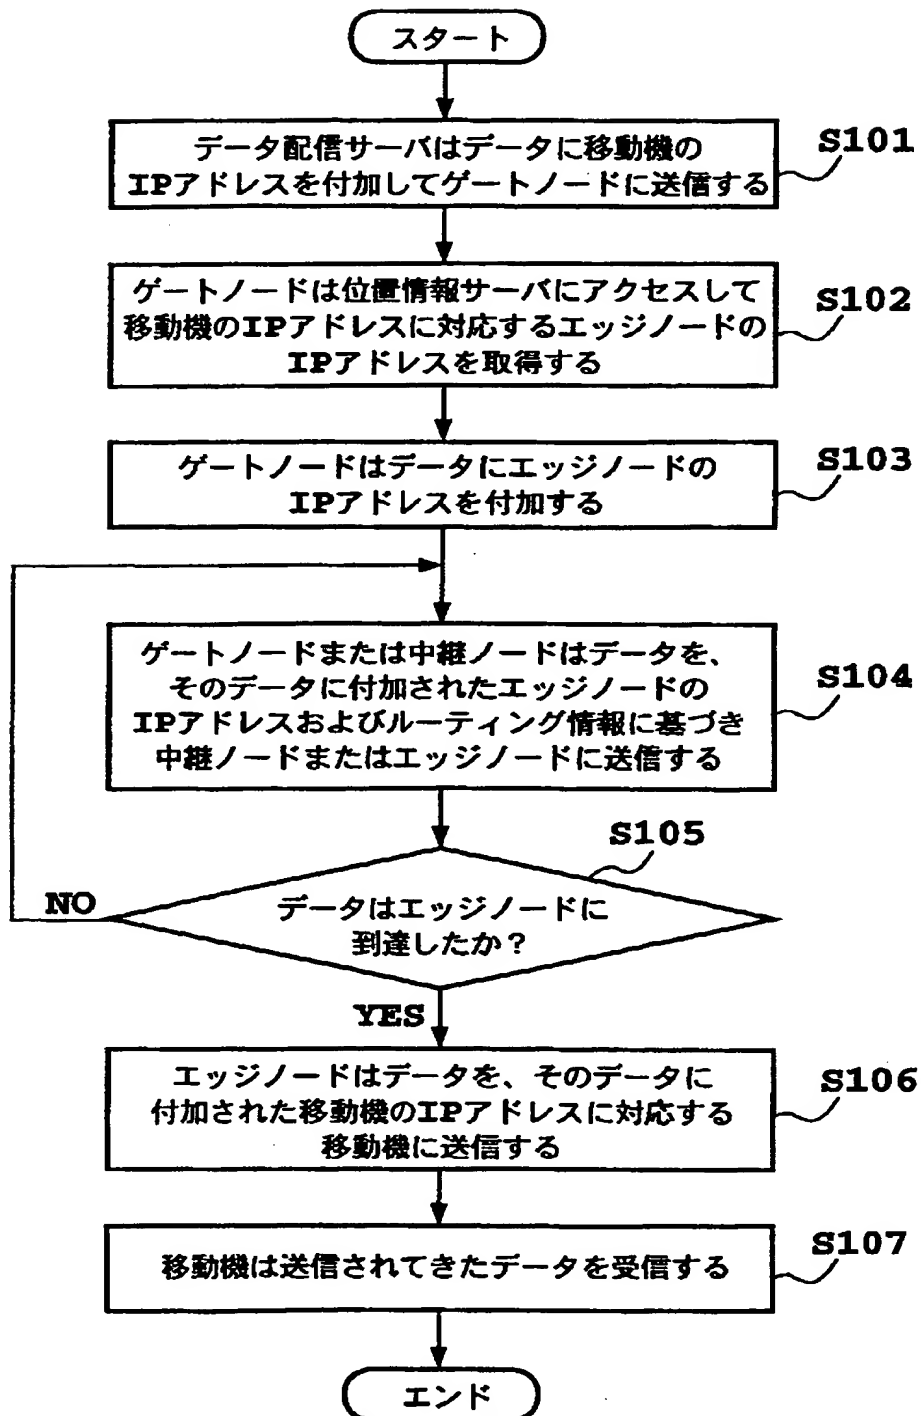 スタート
データ配信サーバはデータに移動機の
IPアドレスを付加してゲートノードに送信する
S101
ゲートノードは位置情報サーバにアクセスして
移動機のIPアドレスに対応するエッジノードの
IPアドレスを取得する
S102
ゲートノードはデータにエッジノードの
IPアドレスを付加する
S103
ゲートノードまたは中継ノードはデータを、
そのデータに付加されたエッジノードの
IPアドレスおよびルーティング情報に基づき
中継ノードまたはエッジノードに送信する
S104
S105
データはエッジノードに
到達したか？
NO
YES
エッジノードはデータを、そのデータに
付加された移動機のIPアドレスに対応する
移動機に送信する
S106
移動機は送信されてきたデータを受信する
S107
エンド